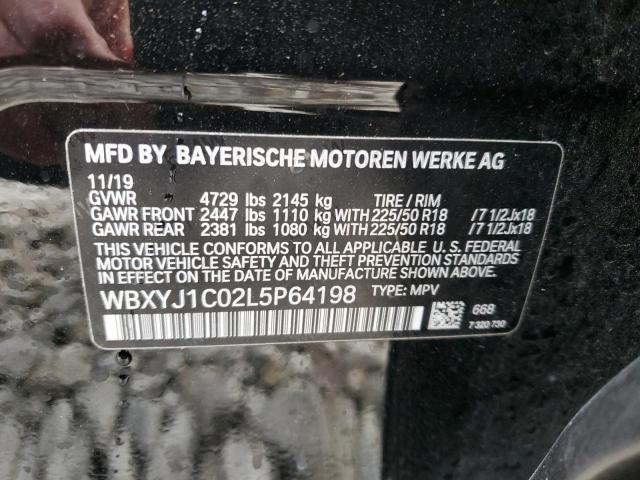 MFD BY BAYERISCHE MOTOREN WERKE AG
11/19
GVWR 4729 lbs 2145 kg TIRE / RIM
GAWR FRONT 2447 lbs 1110 kg WITH 225/50 R18 /7 1/2Jx18
GAWR REAR 2381 lbs 1080 kg WITH 225/50 R18 /7 1/2Jx18
THIS VEHICLE CONFORMS TO ALL APPLICABLE U.S. FEDERAL
MOTOR VEHICLE SAFETY AND THEFT PREVENTION STANDARDS
IN EFFECT ON THE DATE OF MANUFACTURE SHOWN ABOVE.
WBXYJ1C02L5P64198 TYPE: MPV
668
7 320 730